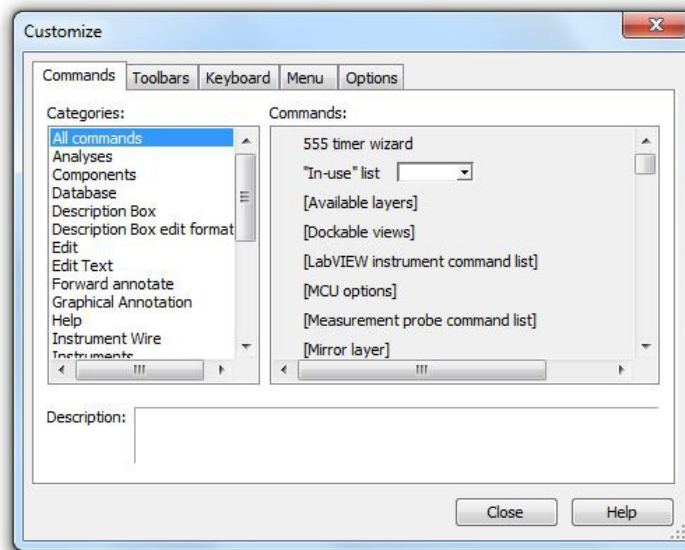 Customize
Commands Toolbars Keyboard Menu Options
Categories:
All commands
Analyses
Components
Database
Description Box
Description Box edit format
Edit
Edit Text
Forward annotate
Graphical Annotation
Help
Instrument Wire
Instruments
Commands:
555 timer wizard
"In-use" list
[Available layers]
[Dockable views]
[LabVIEW instrument command list]
[MCU options]
[Measurement probe command list]
[Mirror layer]
Description:
Close Help